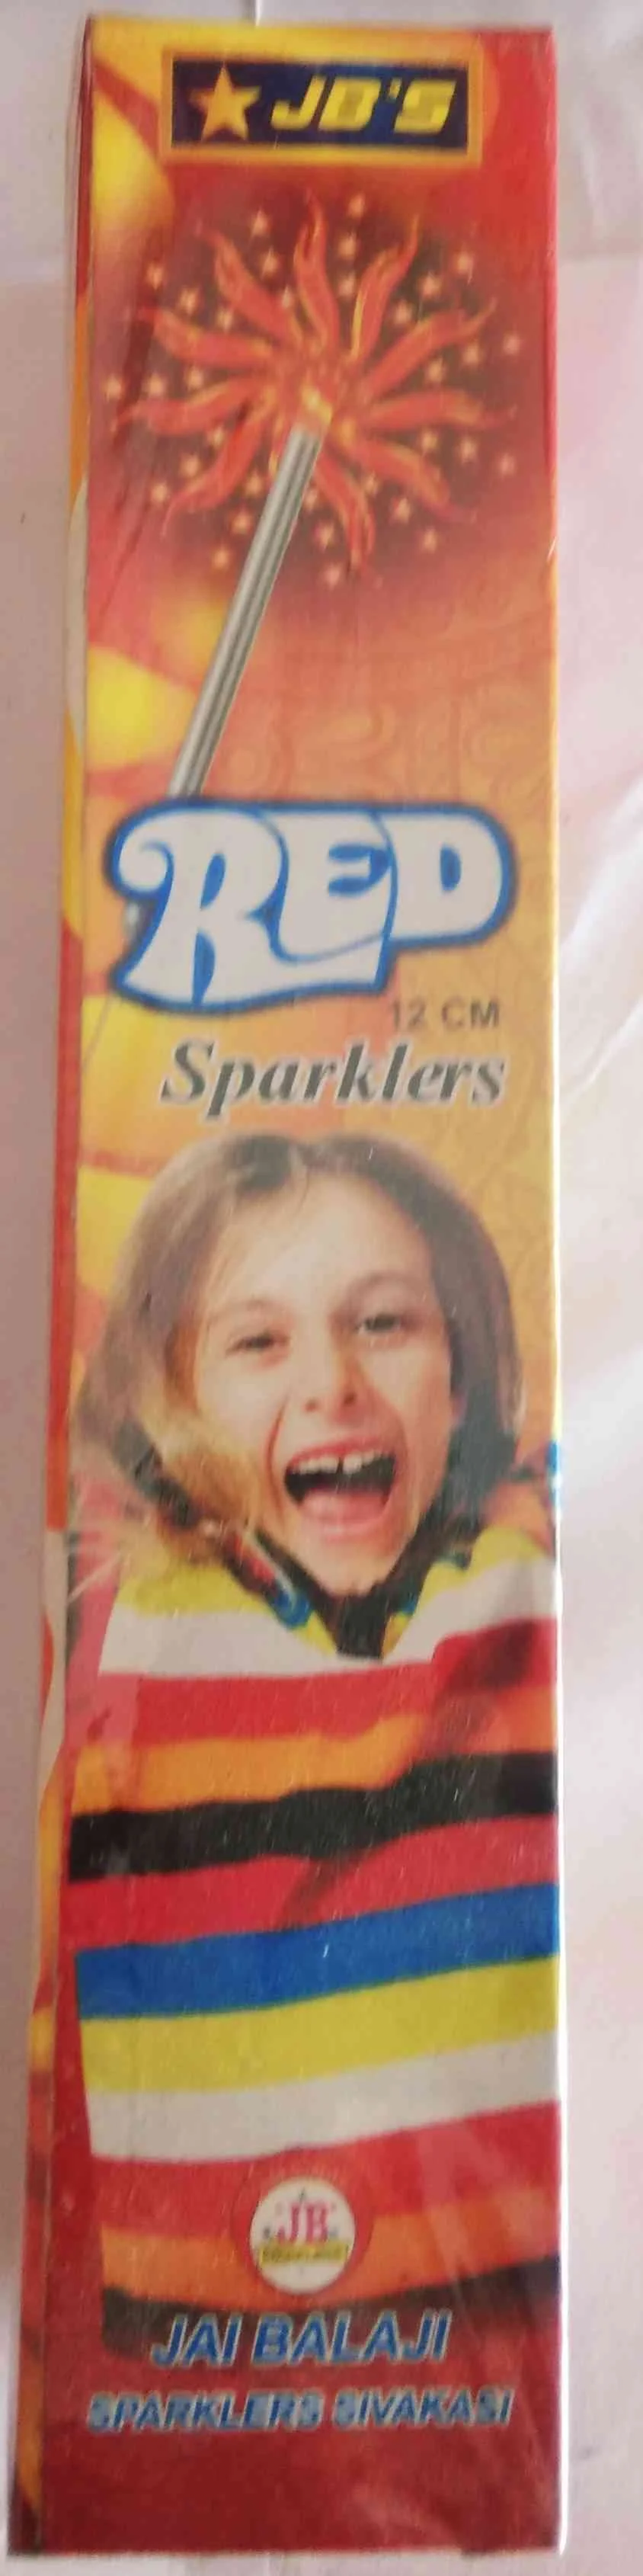 JB'S
RED
12 CM
Sparklers
JB
JAI BALAJI
SPARKLERS SIVAKASI